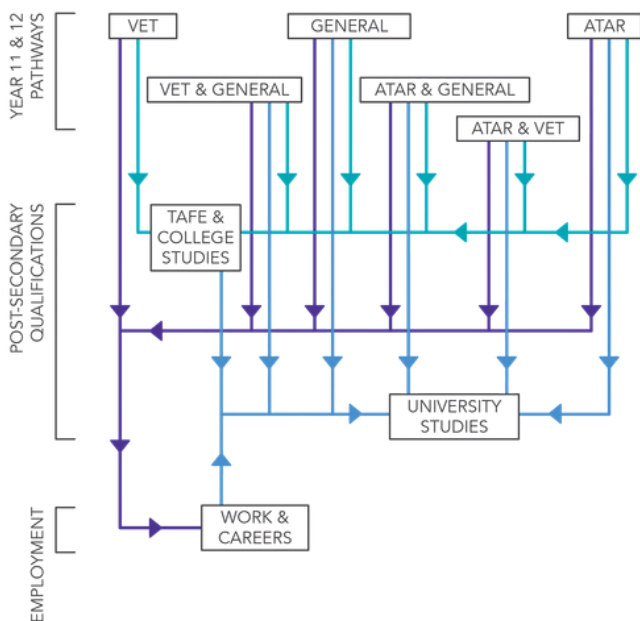 YEAR 11 & 12
PATHWAYS
VET
GENERAL
ATAR
VET & GENERAL
ATAR & GENERAL
ATAR & VET
POST-SECONDARY
QUALIFICATIONS
TAFE &
COLLEGE
STUDIES
UNIVERSITY
STUDIES
EMPLOYMENT
WORK &
CAREERS